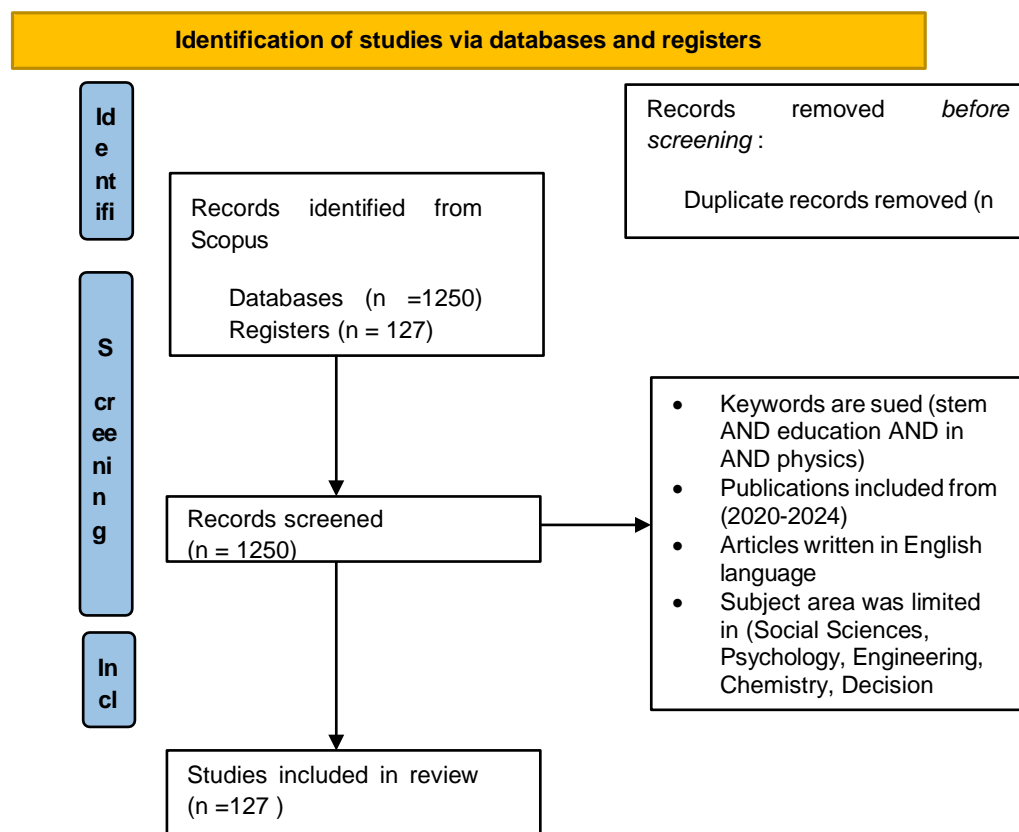 Identification of studies via databases and registers
Id
e
nt
ifi
Records removed before
screening :
Duplicate records removed (n
Records identified from
Scopus
Databases (n =1250)
Registers (n = 127)
S
cr
ee
ni
n
g
Records screened
(n = 1250)
• Keywords are sued (stem
AND education AND in
AND physics)
• Publications included from
(2020-2024)
• Articles written in English
language
• Subject area was limited
in (Social Sciences,
Psychology, Engineering,
Chemistry, Decision
In
cl
Studies included in review
(n =127 )